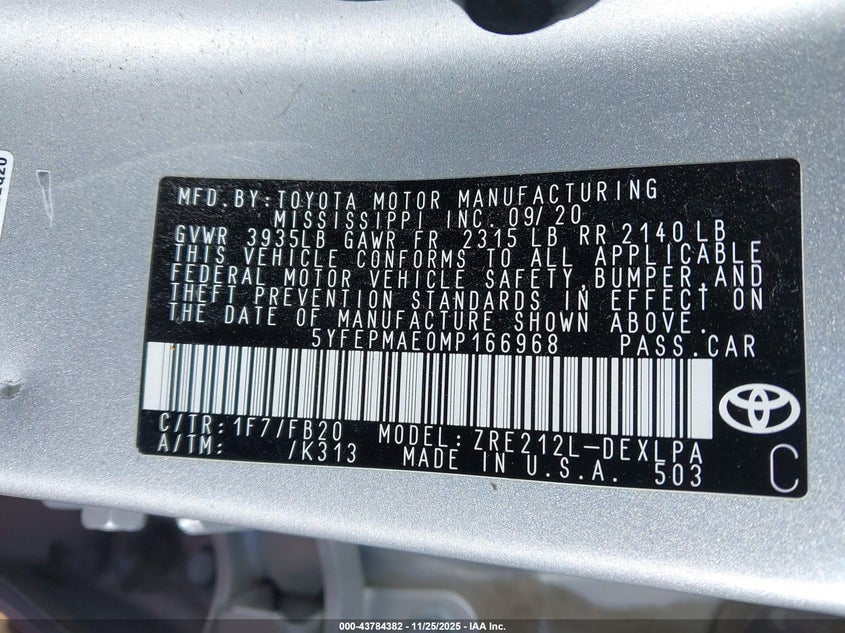 MFD. BY: TOYOTA MOTOR MANUFACTURING
MISSISSIPPI INC. 09/20
GVWR 3935LB GAWR FR 2315 LB RR 2140 LB
THIS VEHICLE CONFORMS TO ALL APPLICABLE
FEDERAL MOTOR VEHICLE SAFETY, BUMPER, AND
THEFT PREVENTION STANDARDS IN EFFECT ON
THE DATE OF MANUFACTURE SHOWN ABOVE.
5YFEPMAE0MP166968 PASS. CAR
C/TR: 1F7/FB20 MODEL: ZRE212L-DEXLPA
A/TM: /K313 MADE IN U.S.A. 503
C
000-43784382 | 11/25/2025 - IAA Inc.